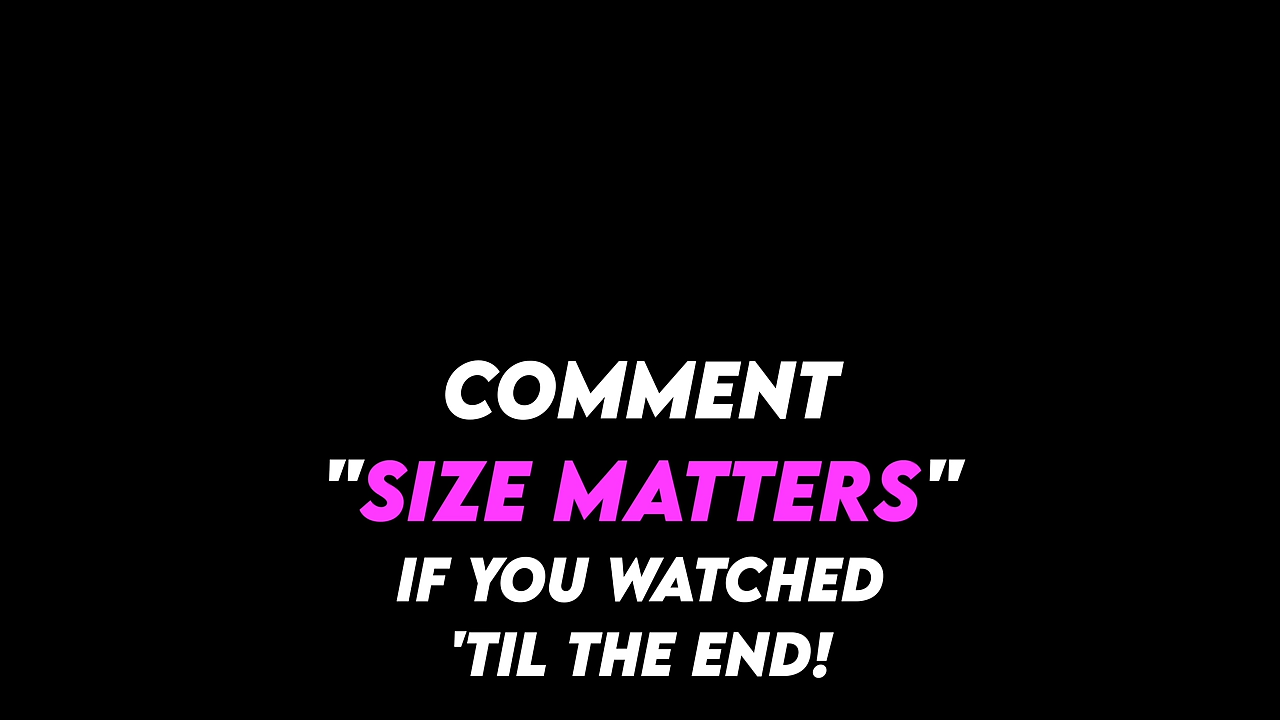 COMMENT
"SIZE MATTERS"
IF YOU WATCHED
'TIL THE END!